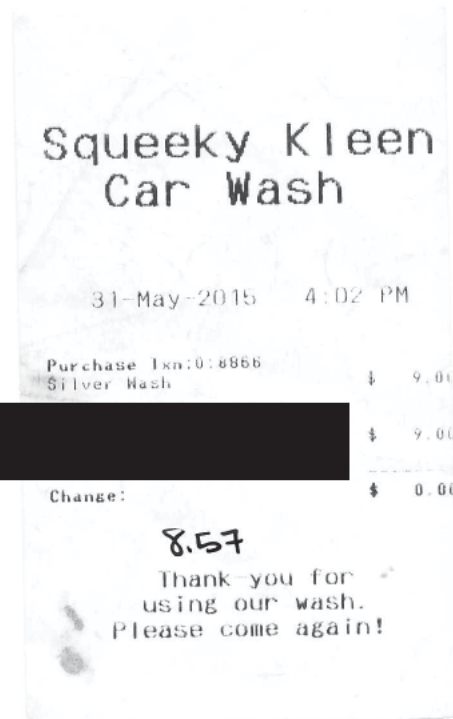 Squeeky Kleen
Car Wash
31-May-2015 4:02 PM
Purchase Txn:0:8866
Silver Wash $ 9.00
$ 9.00
Change: $ 0.00
8.57
Thank you for
using our wash.
Please come again!